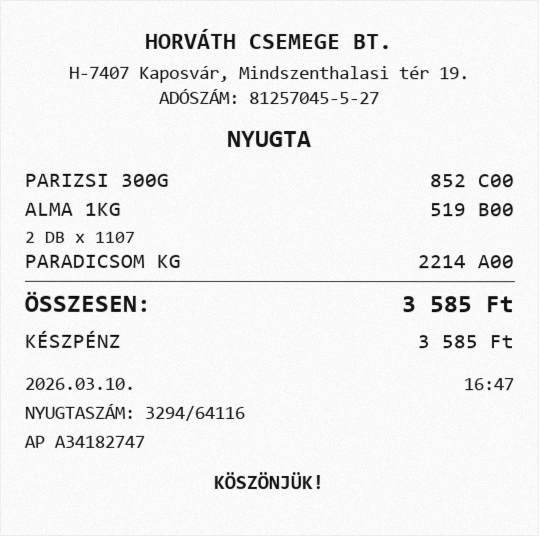 HORVÁTH CSEMEGE BT.
H-7407 Kaposvár, Mindszenthalasi tér 19.
ADÓSZÁM: 81257045-5-27
NYUGTA
PARIZSI 300G 852 C00
ALMA 1KG 519 B00
2 DB x 1107
PARADICSOM KG 2214 A00
ÖSSZESEN: 3 585 Ft
KÉSZPÉNZ 3 585 Ft
2026.03.10. 16:47
NYUGTASZÁM: 3294/64116
AP A34182747
KÖSZÖNJÜK!